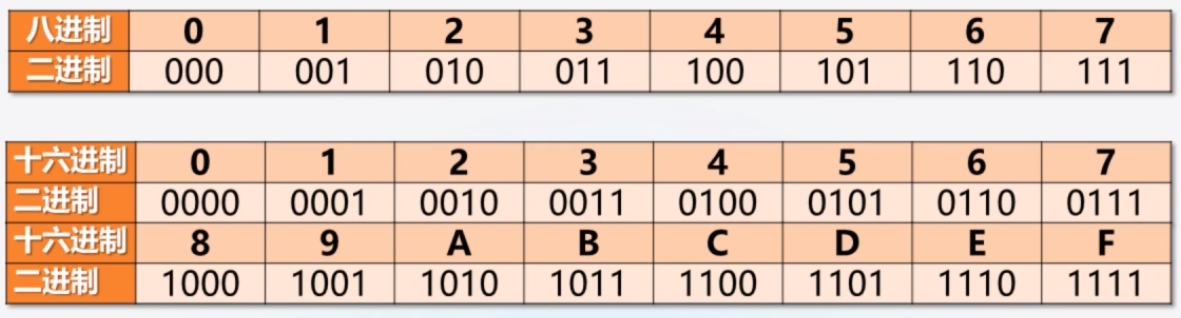 八进制 0 1 2 3 4 5 6 7
二进制 000 001 010 011 100 101 110 111
十六进制 0 1 2 3 4 5 6 7
二进制 0000 0001 0010 0011 0100 0101 0110 0111
十六进制 8 9 A B C D E F
二进制 1000 1001 1010 1011 1100 1101 1110 1111